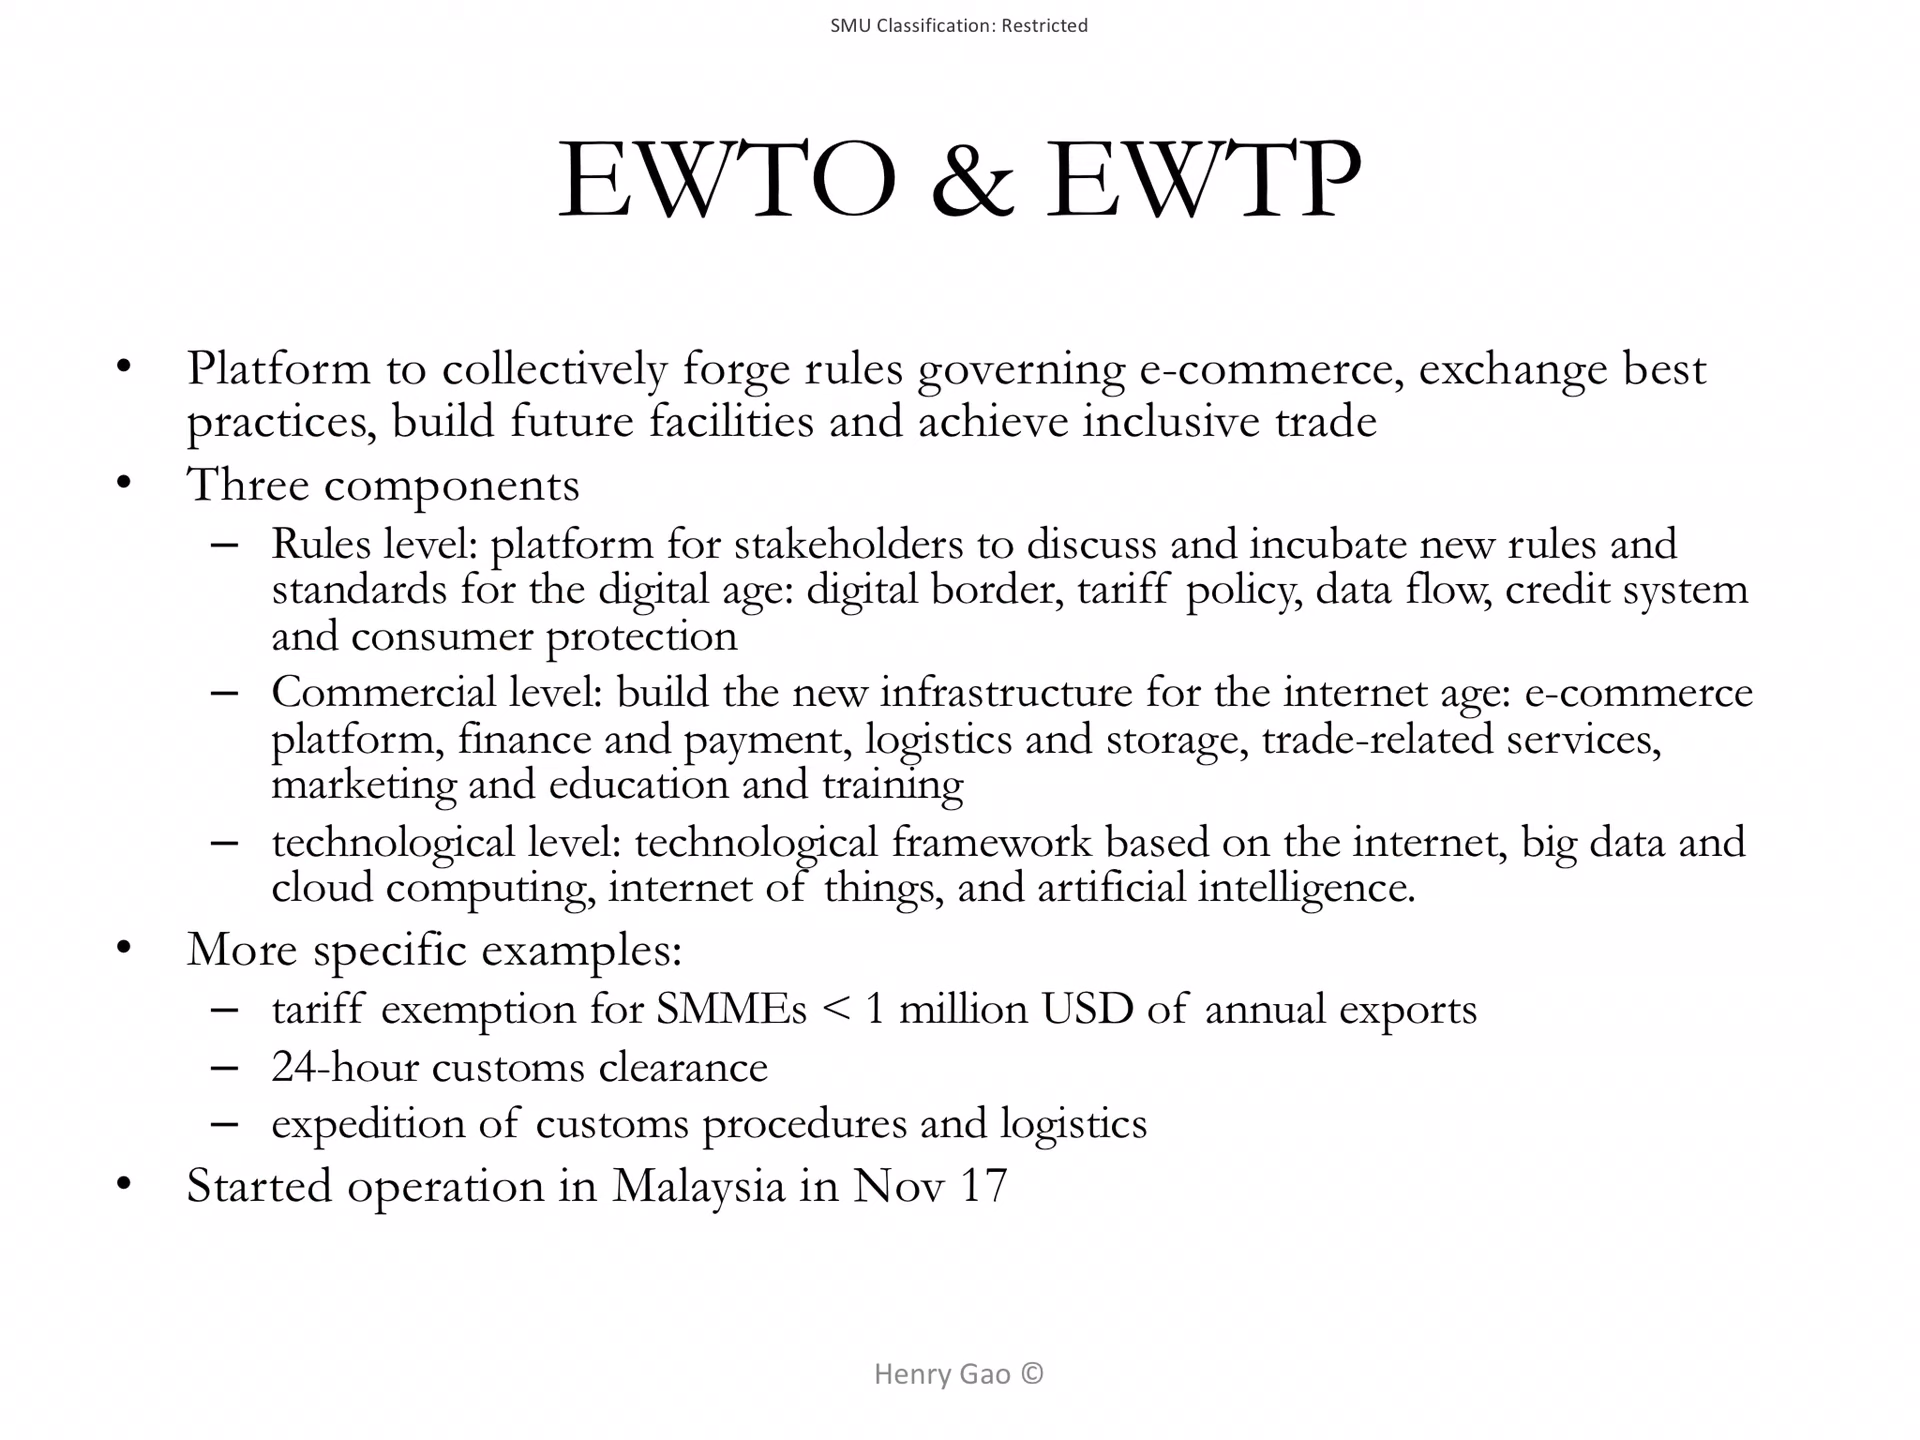 SMU Classification: Restricted
EWTO & EWTP
• Platform to collectively forge rules governing e-commerce, exchange best
practices, build future facilities and achieve inclusive trade
• Three components
– Rules level: platform for stakeholders to discuss and incubate new rules and
standards for the digital age: digital border, tariff policy, data flow, credit system
and consumer protection
– Commercial level: build the new infrastructure for the internet age: e-commerce
platform, finance and payment, logistics and storage, trade-related services,
marketing and education and training
– technological level: technological framework based on the internet, big data and
cloud computing, internet of things, and artificial intelligence.
• More specific examples:
– tariff exemption for SMMEs < 1 million USD of annual exports
– 24-hour customs clearance
– expedition of customs procedures and logistics
• Started operation in Malaysia in Nov 17
Henry Gao ©